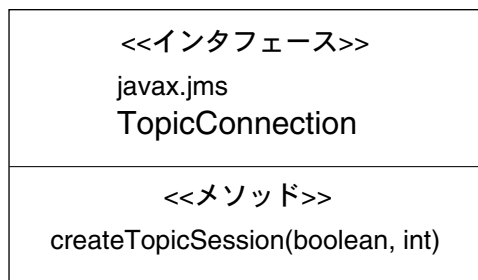 <<インタフェース>>
javax.jms
TopicConnection
<<メソッド>>
createTopicSession(boolean, int)